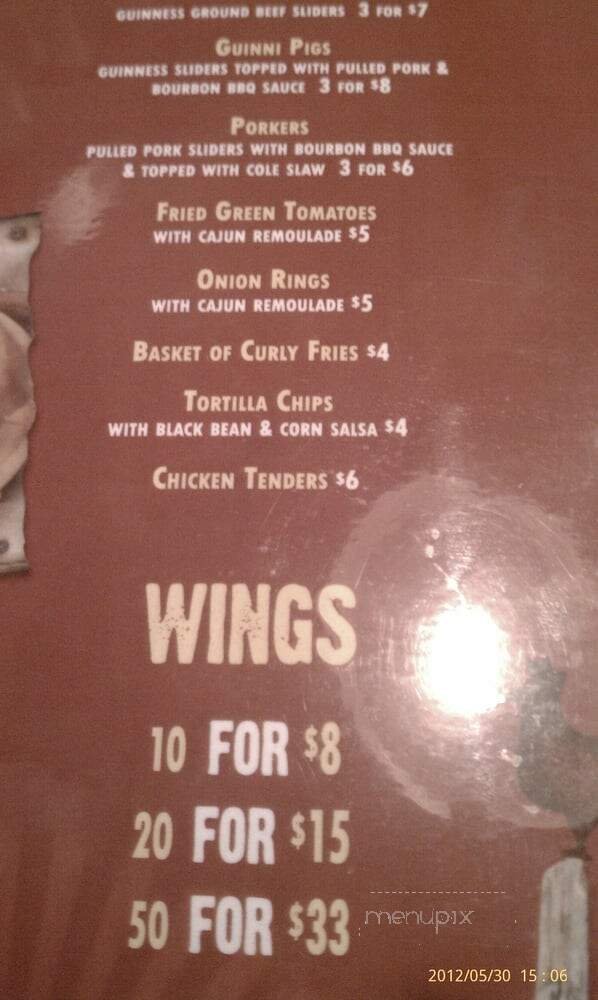 GUINNESS GROUND BEEF SLIDERS 3 FOR $7
GUINNI PIGS
GUINNESS SLIDERS TOPPED WITH PULLED PORK &
BOURBON BBQ SAUCE 3 FOR $8
PORKERS
PULLED PORK SLIDERS WITH BOURBON BBQ SAUCE
& TOPPED WITH COLE SLAW 3 FOR $6
FRIED GREEN TOMATOES
WITH CAJUN REMOULADE $5
ONION RINGS
WITH CAJUN REMOULADE $5
BASKET OF CURLY FRIES $4
TORTILLA CHIPS
WITH BLACK BEAN & CORN SALSA $4
CHICKEN TENDERS $6
WINGS
10 FOR $8
20 FOR $15
50 FOR $33
menupix
2012/05/30 15:06